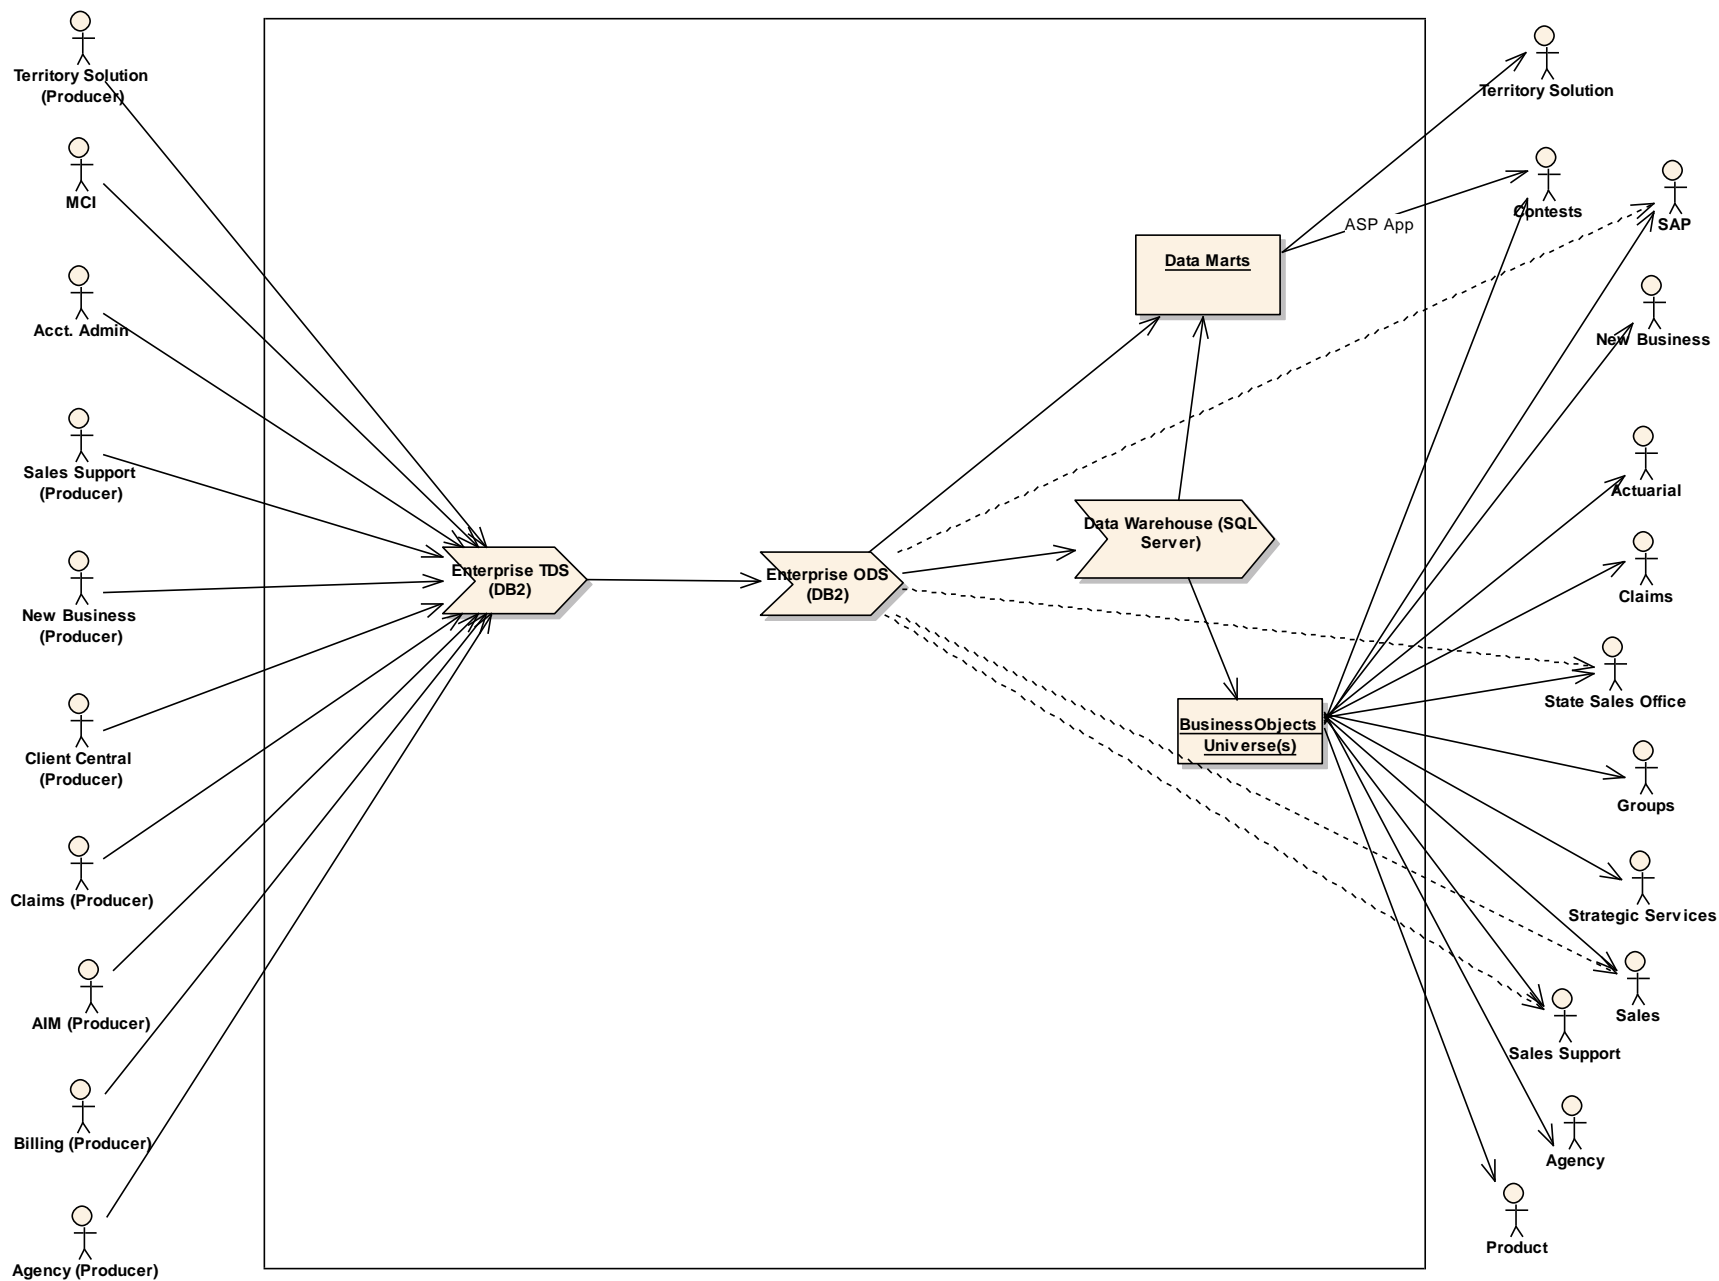 Territory Solution
(Producer)
MCI
Acct. Admin
Sales Support
(Producer)
New Business
(Producer)
Client Central
(Producer)
Claims (Producer)
AIM (Producer)
Billing (Producer)
Agency (Producer)
Enterprise TDS
(DB2)
Enterprise ODS
(DB2)
Data Marts
Data Warehouse (SQL
Server)
BusinessObjects
Universe(s)
ASP App
Territory Solution
Contests
SAP
New Business
Actuarial
Claims
State Sales Office
Groups
Strategic Services
Sales
Sales Support
Agency
Product